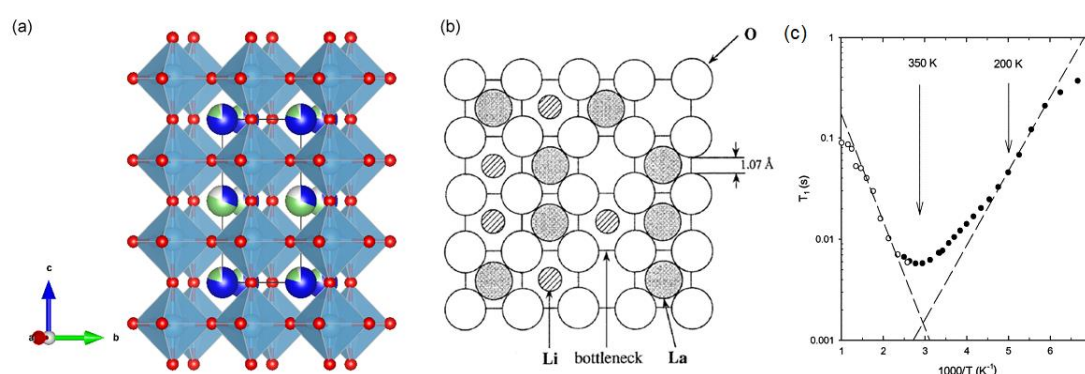 (a)
c
a
b
(b)
O
1.07 Å
Li bottleneck La
(c)
T₁ (s)
1
0.1
0.01
0.001
350 K
200 K
1 2 3 4 5 6
1000/T (K⁻¹)